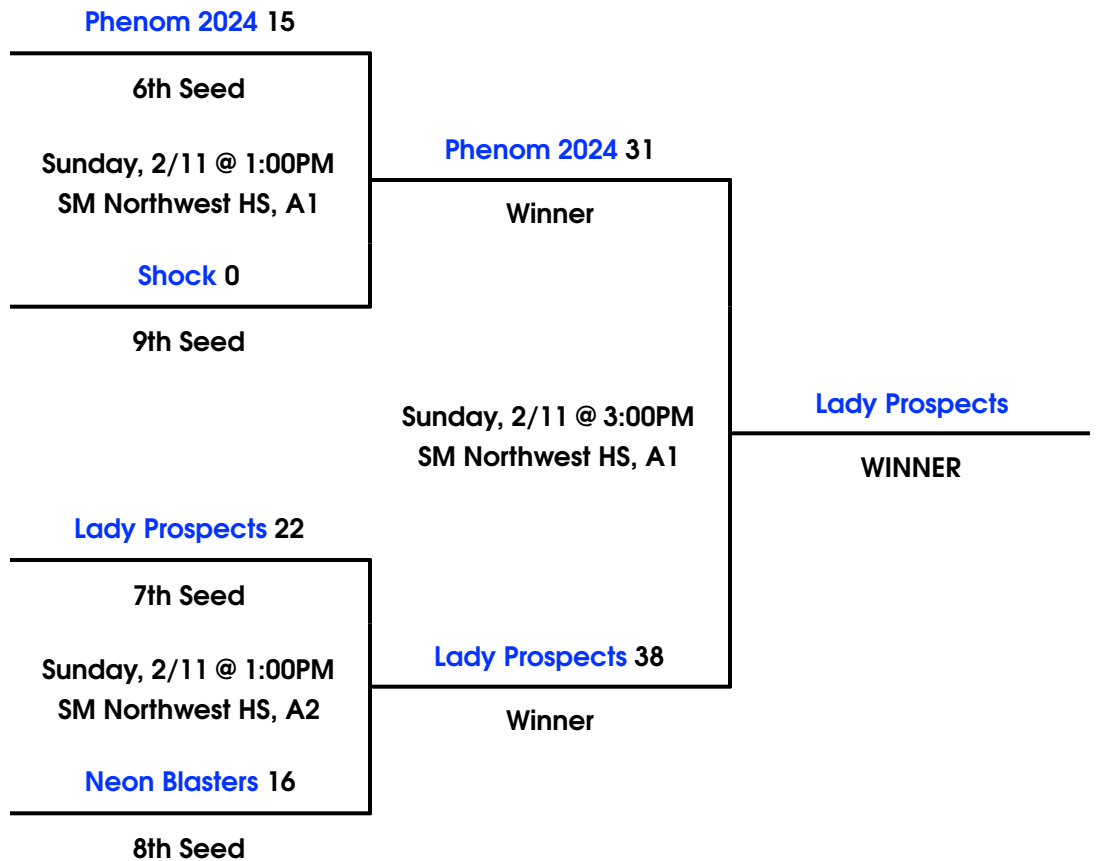 Phenom 2024 15
6th Seed
Sunday, 2/11 @ 1:00PM
SM Northwest HS, A1
Shock 0
9th Seed
Phenom 2024 31
Winner
Sunday, 2/11 @ 3:00PM
SM Northwest HS, A1
Lady Prospects
WINNER
Lady Prospects 22
7th Seed
Sunday, 2/11 @ 1:00PM
SM Northwest HS, A2
Neon Blasters 16
8th Seed
Lady Prospects 38
Winner